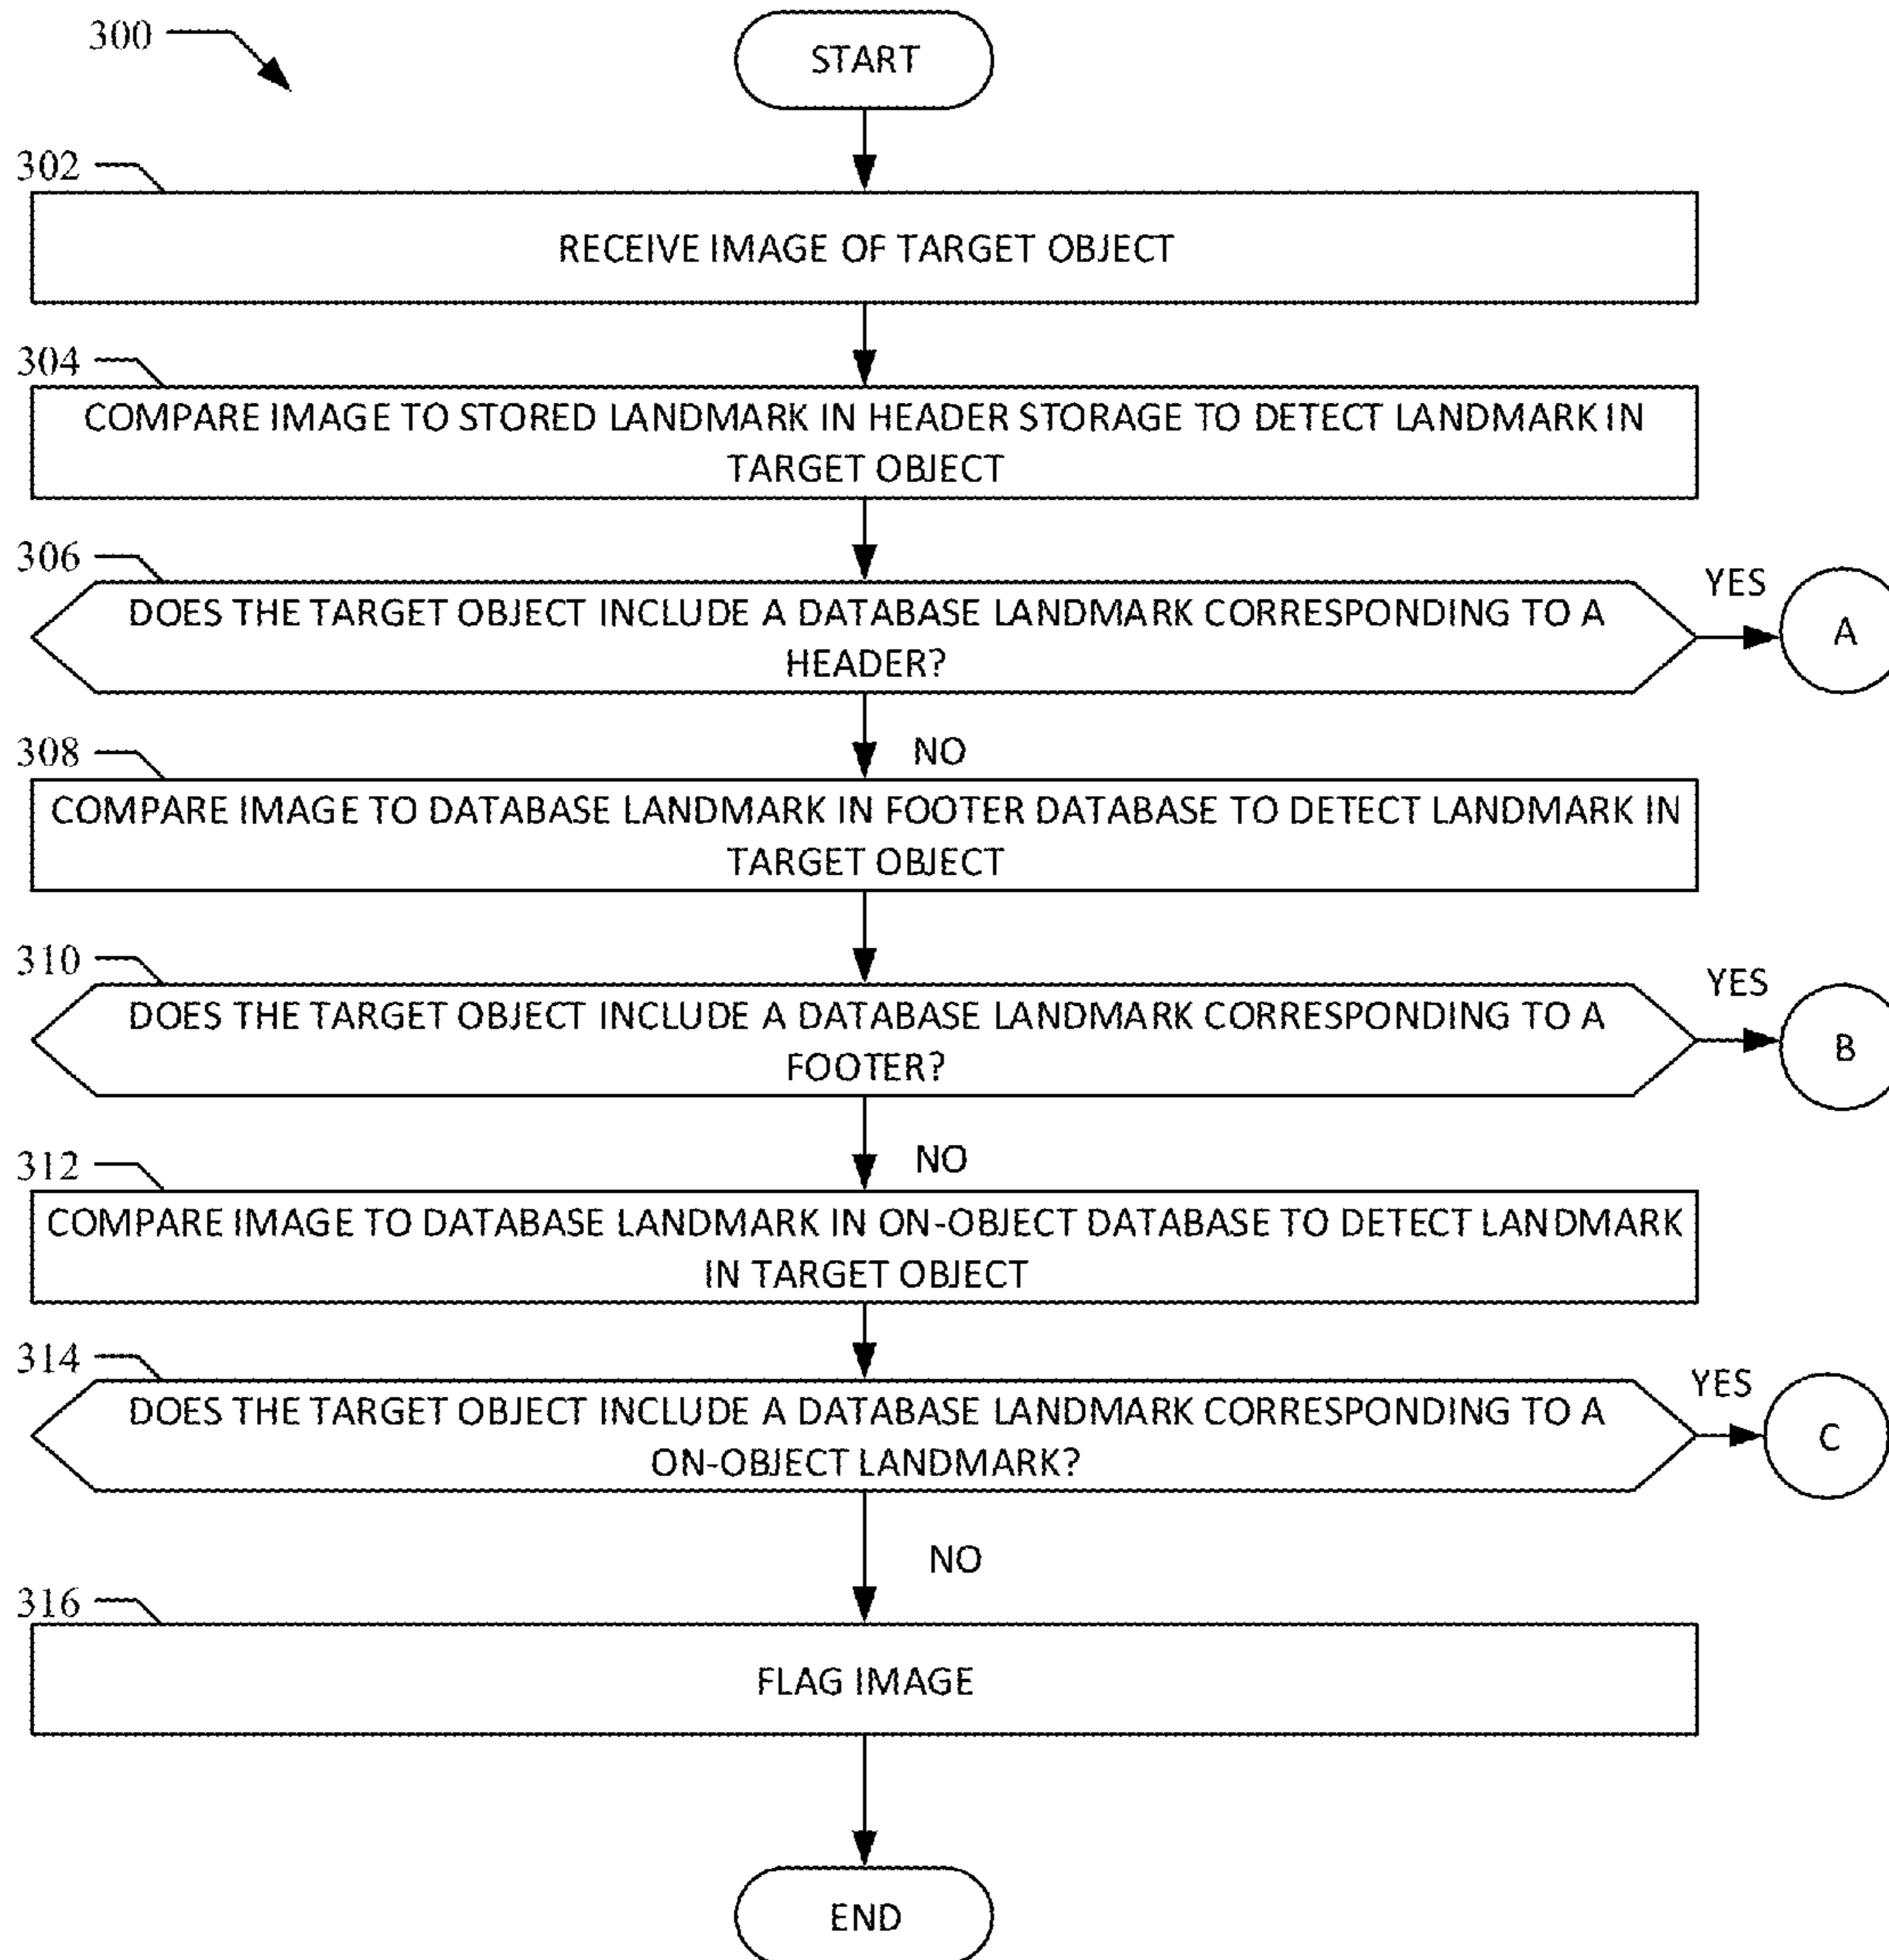 300
START
302
RECEIVE IMAGE OF TARGET OBJECT
304
COMPARE IMAGE TO STORED LANDMARK IN HEADER STORAGE TO DETECT LANDMARK IN
TARGET OBJECT
306
DOES THE TARGET OBJECT INCLUDE A DATABASE LANDMARK CORRESPONDING TO A
HEADER?
YES
A
NO
308
COMPARE IMAGE TO DATABASE LANDMARK IN FOOTER DATABASE TO DETECT LANDMARK IN
TARGET OBJECT
310
DOES THE TARGET OBJECT INCLUDE A DATABASE LANDMARK CORRESPONDING TO A
FOOTER?
YES
B
NO
312
COMPARE IMAGE TO DATABASE LANDMARK IN ON-OBJECT DATABASE TO DETECT LANDMARK
IN TARGET OBJECT
314
DOES THE TARGET OBJECT INCLUDE A DATABASE LANDMARK CORRESPONDING TO A
ON-OBJECT LANDMARK?
YES
C
NO
316
FLAG IMAGE
END